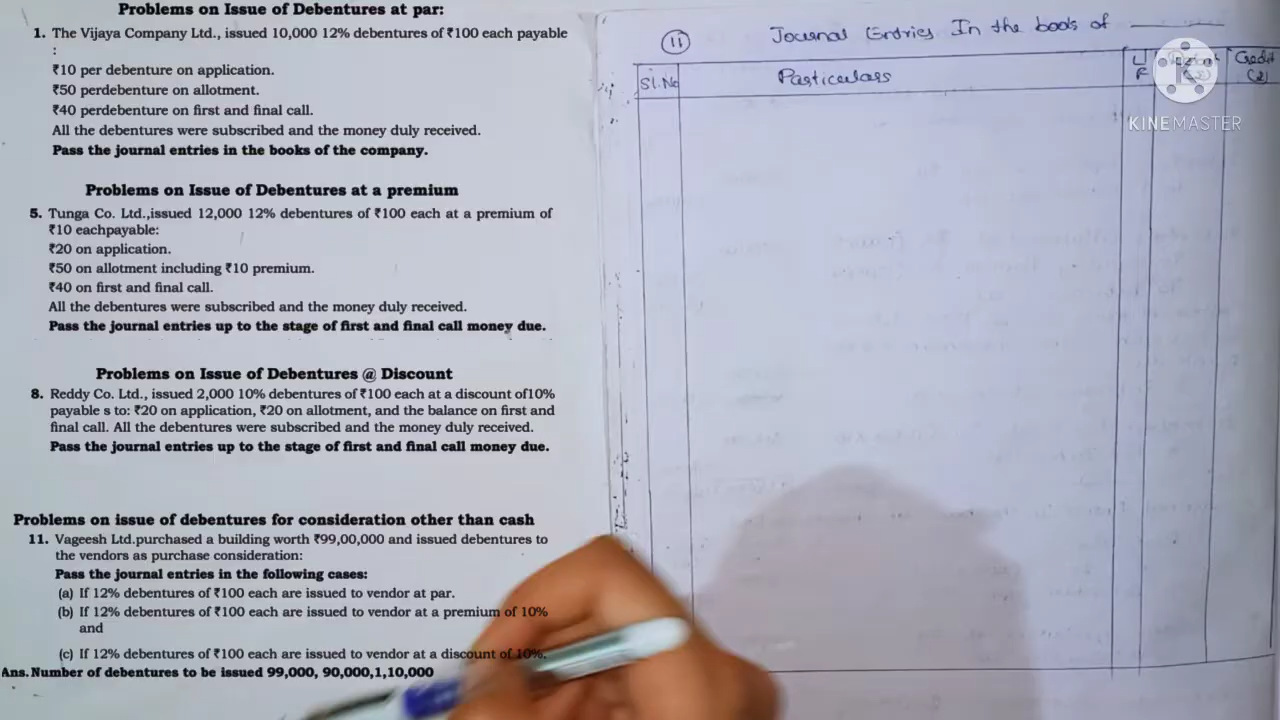 Problems on Issue of Debentures at par:
1. The Vijaya Company Ltd., issued 10,000 12% debentures of ₹100 each payable
:
₹10 per debenture on application.
₹50 perdebenture on allotment.
₹40 perdebenture on first and final call.
All the debentures were subscribed and the money duly received.
Pass the journal entries in the books of the company.
Problems on Issue of Debentures at a premium
5. Tunga Co. Ltd.,issued 12,000 12% debentures of ₹100 each at a premium of
₹10 eachpayable:
₹20 on application.
₹50 on allotment including ₹10 premium.
₹40 on first and final call.
All the debentures were subscribed and the money duly received.
Pass the journal entries up to the stage of first and final call money due.
Problems on Issue of Debentures @ Discount
8. Reddy Co. Ltd., issued 2,000 10% debentures of ₹100 each at a discount of10%
payable s to: ₹20 on application, ₹20 on allotment, and the balance on first and
final call. All the debentures were subscribed and the money duly received.
Pass the journal entries up to the stage of first and final call money due.
Problems on issue of debentures for consideration other than cash
11. Vageesh Ltd.purchased a building worth ₹99,00,000 and issued debentures to
the vendors as purchase consideration:
Pass the journal entries in the following cases:
(a) If 12% debentures of ₹100 each are issued to vendor at par.
(b) If 12% debentures of ₹100 each are issued to vendor at a premium of 10%
and
(c) If 12% debentures of ₹100 each are issued to vendor at a discount of 10%.
Ans.Number of debentures to be issued 99,000, 90,000,1,10,000
11 Journal Entries In the books of
Sl.No Particulars L F Credit (₹)
KINEMASTER